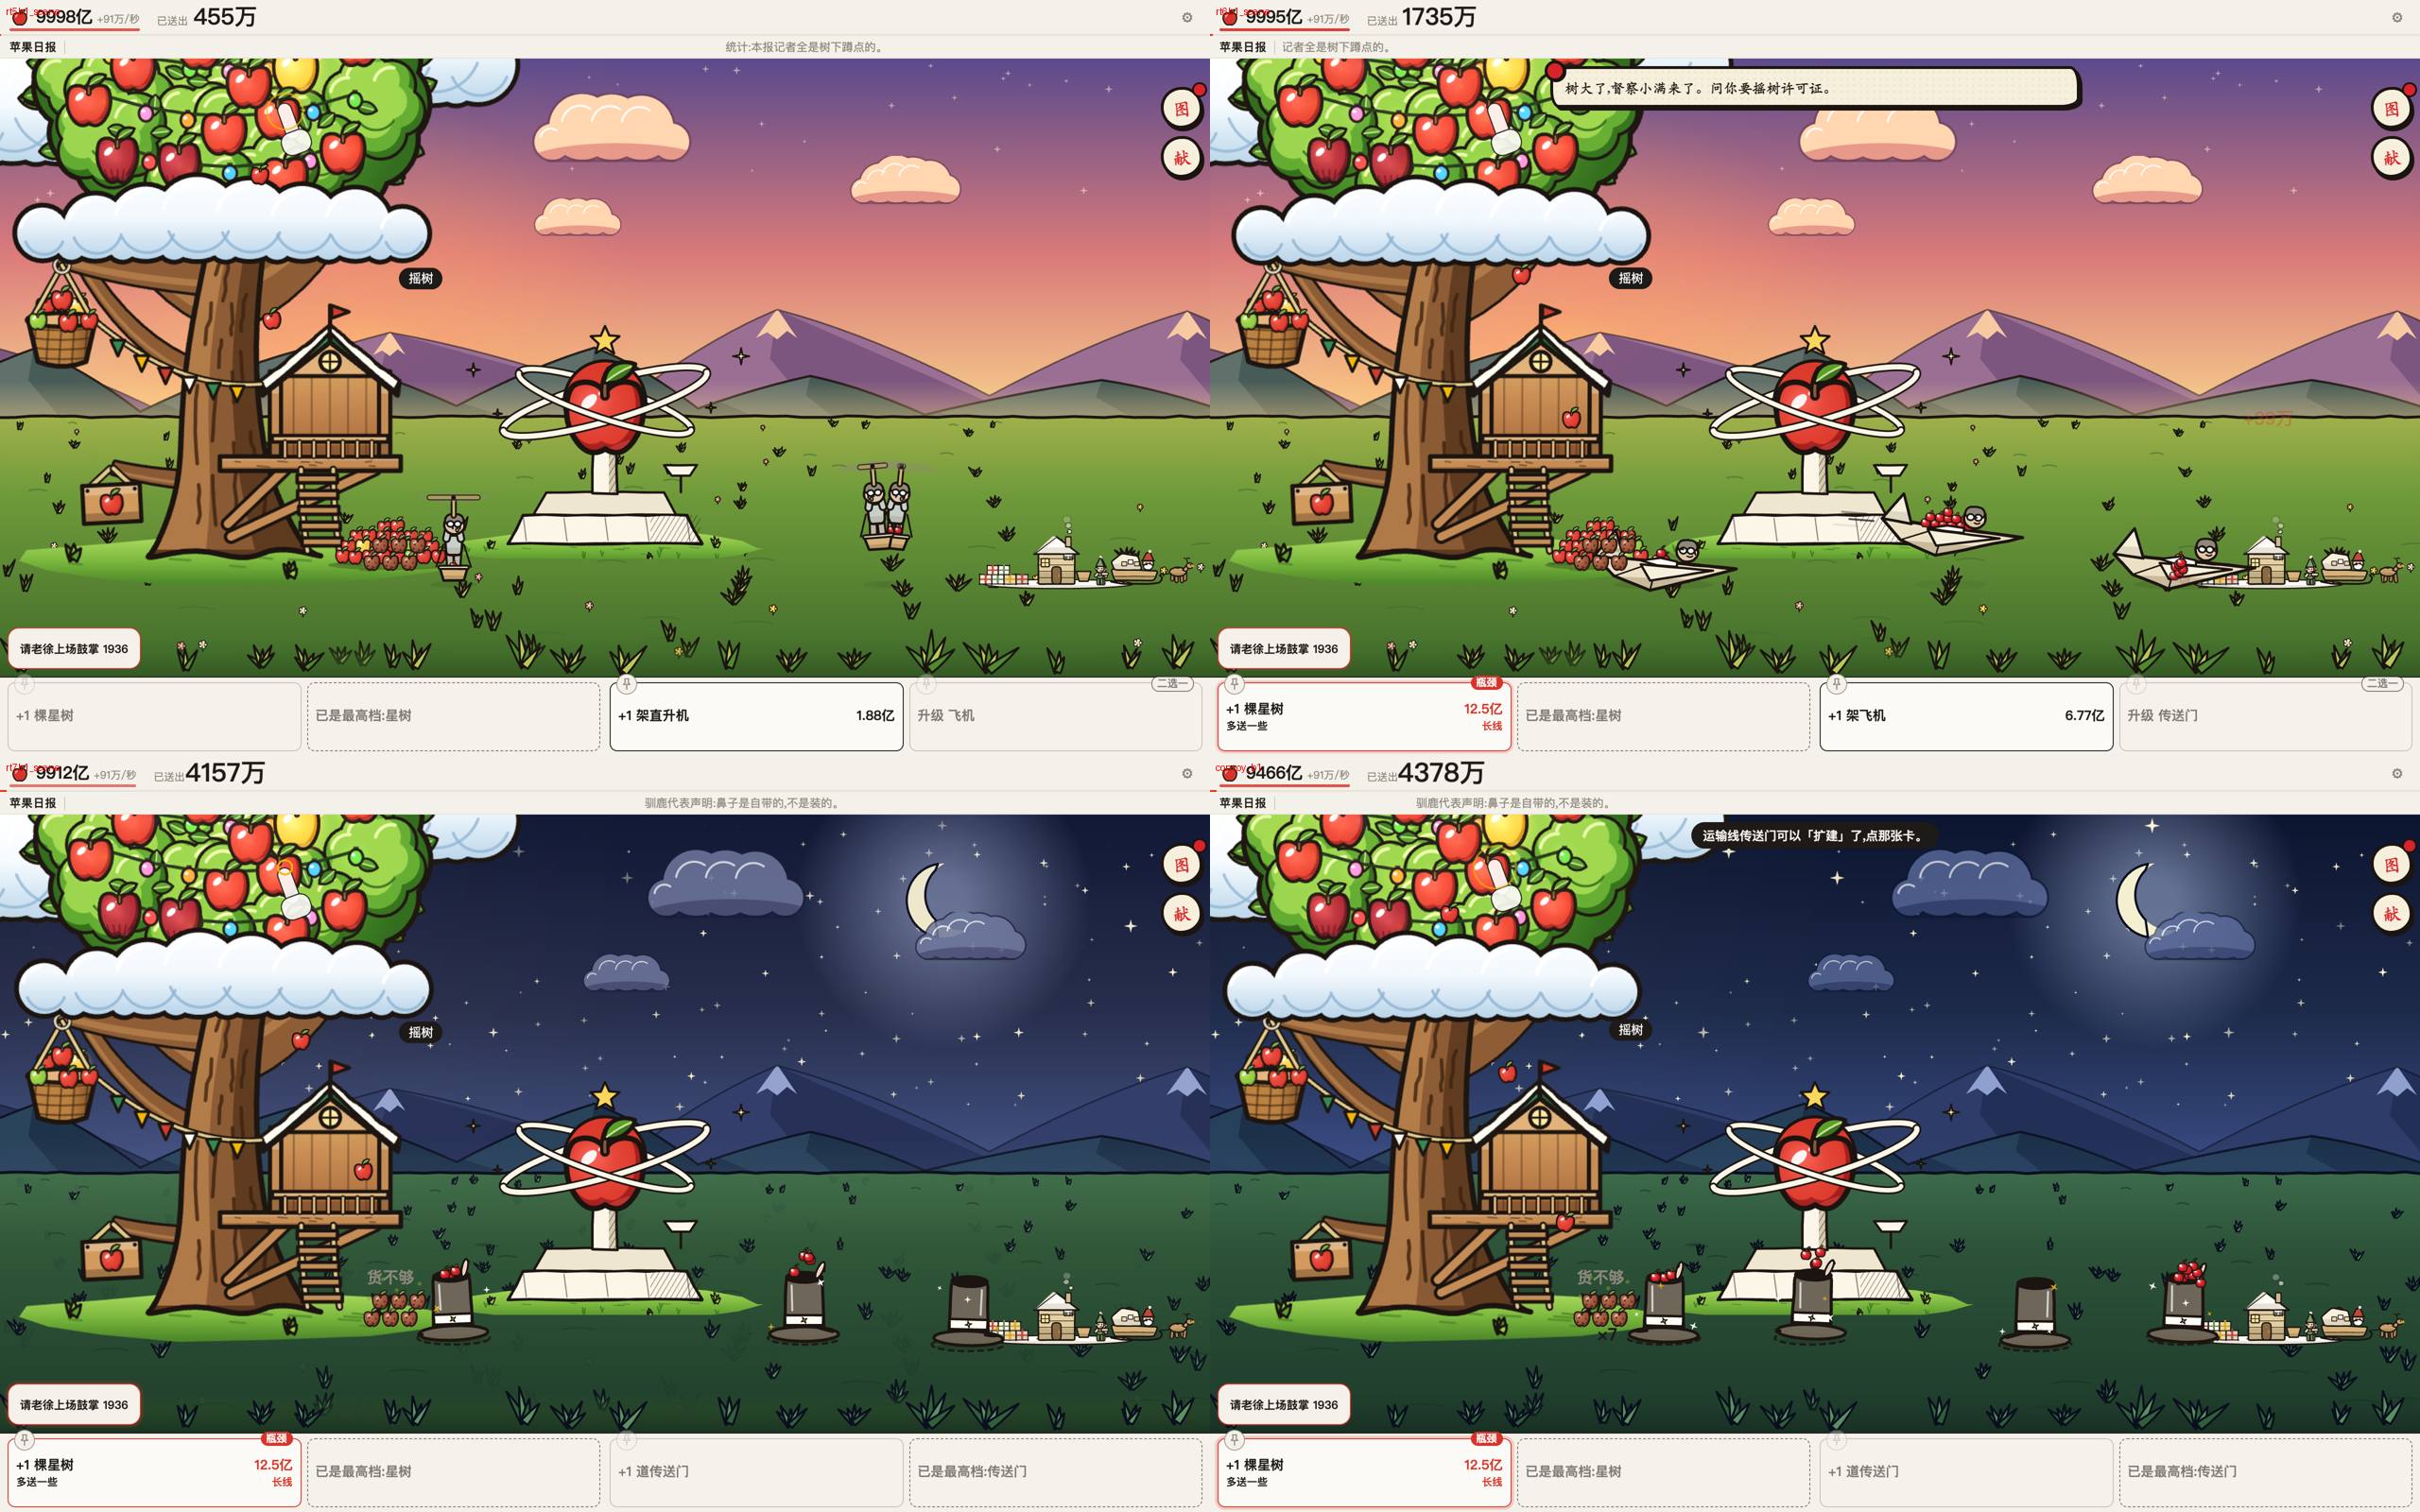 9998亿 +91万/秒 已送出 455万
苹果日报 统计:本报记者全是树下蹲点的。
图
献
摇树
请老徐上场鼓掌 1936
二选一
+1 棵星树
已是最高档:星树
+1 架直升机 1.88亿
升级 飞机
9995亿 +91万/秒 已送出 1735万
苹果日报 记者全是树下蹲点的。
树大了,督察小满来了。问你要摇树许可证。
图
献
摇树
+89万
请老徐上场鼓掌 1936
瓶颈
二选一
+1 棵星树 12.5亿
多送一些 长线
已是最高档:星树
+1 架飞机 6.77亿
升级 传送门
9912亿 +91万/秒 已送出 4157万
苹果日报 驯鹿代表声明:鼻子是自带的,不是装的。
图
献
摇树
货不够。
请老徐上场鼓掌 1936
瓶颈
+1 棵星树 12.5亿
多送一些 长线
已是最高档:星树
+1 道传送门
已是最高档:传送门
9466亿 +91万/秒 已送出 4378万
苹果日报 驯鹿代表声明:鼻子是自带的,不是装的。
运输线传送门可以「扩建」了,点那张卡。
图
献
摇树
货不够。
×7
请老徐上场鼓掌 1936
瓶颈
+1 棵星树 12.5亿
多送一些 长线
已是最高档:星树
+1 道传送门
已是最高档:传送门